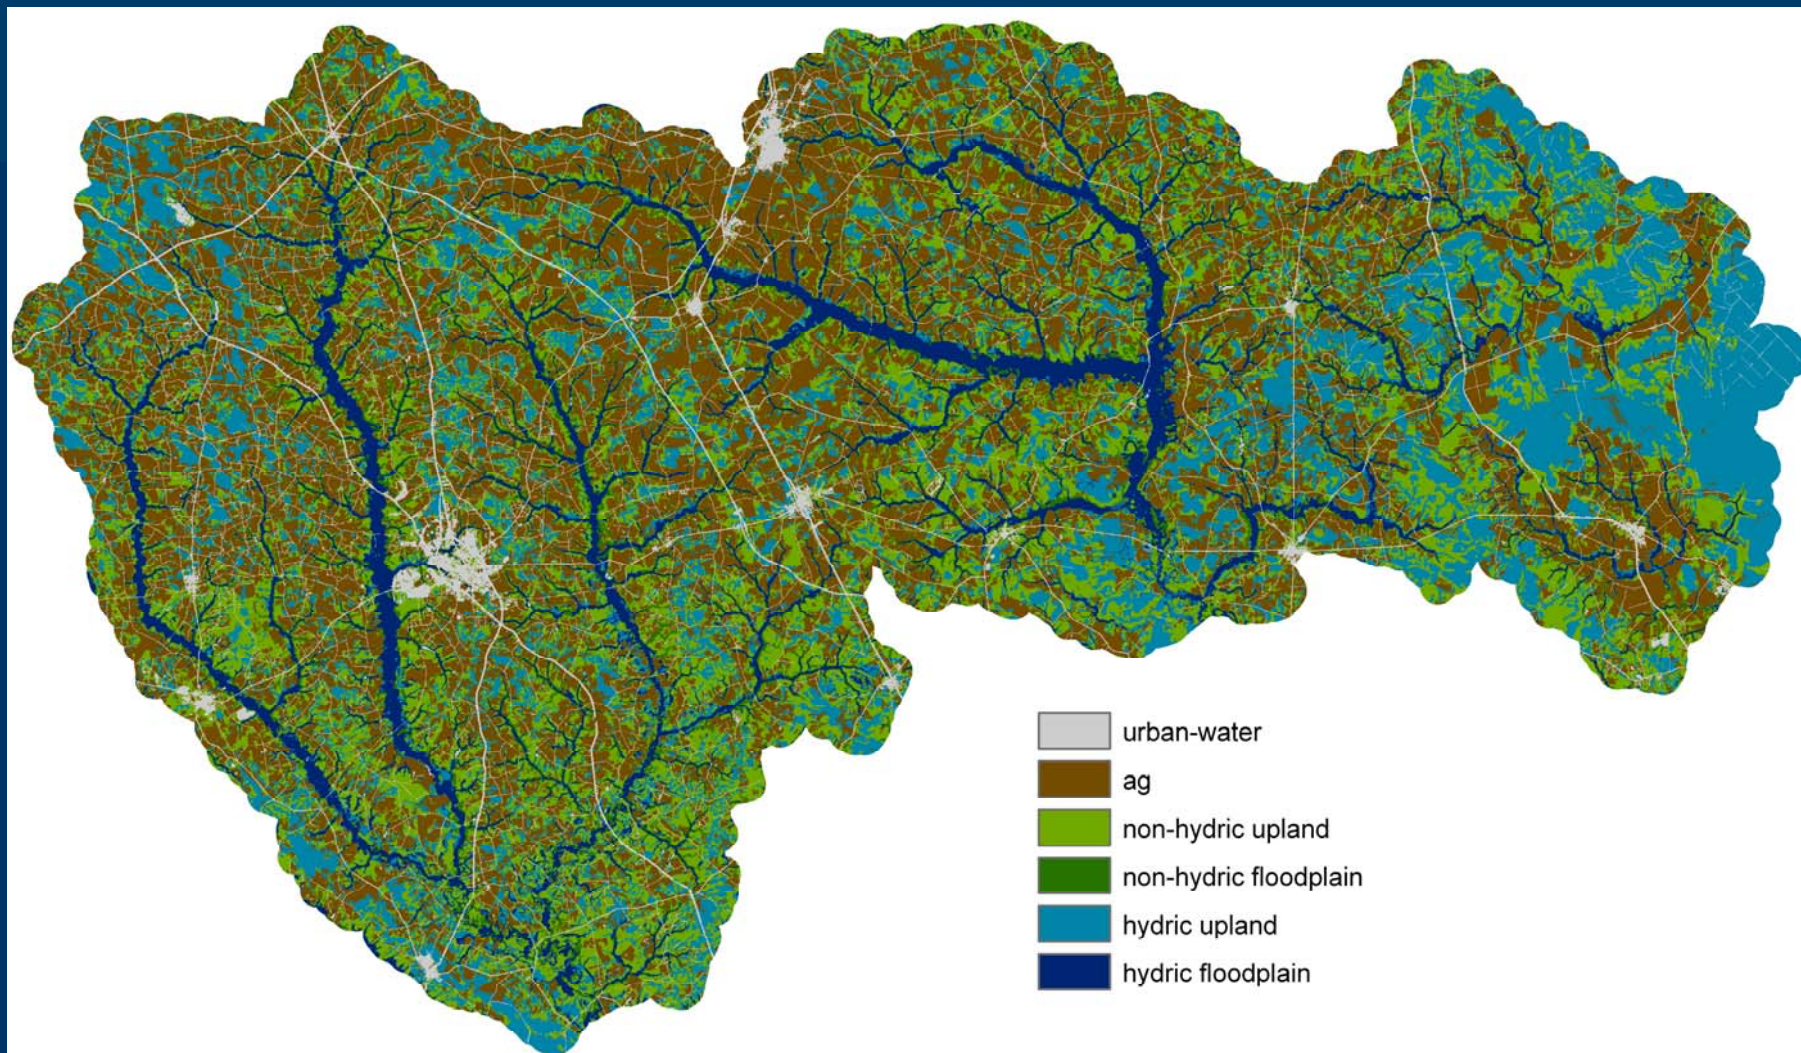 urban-water
ag
non-hydric upland
non-hydric floodplain
hydric upland
hydric floodplain